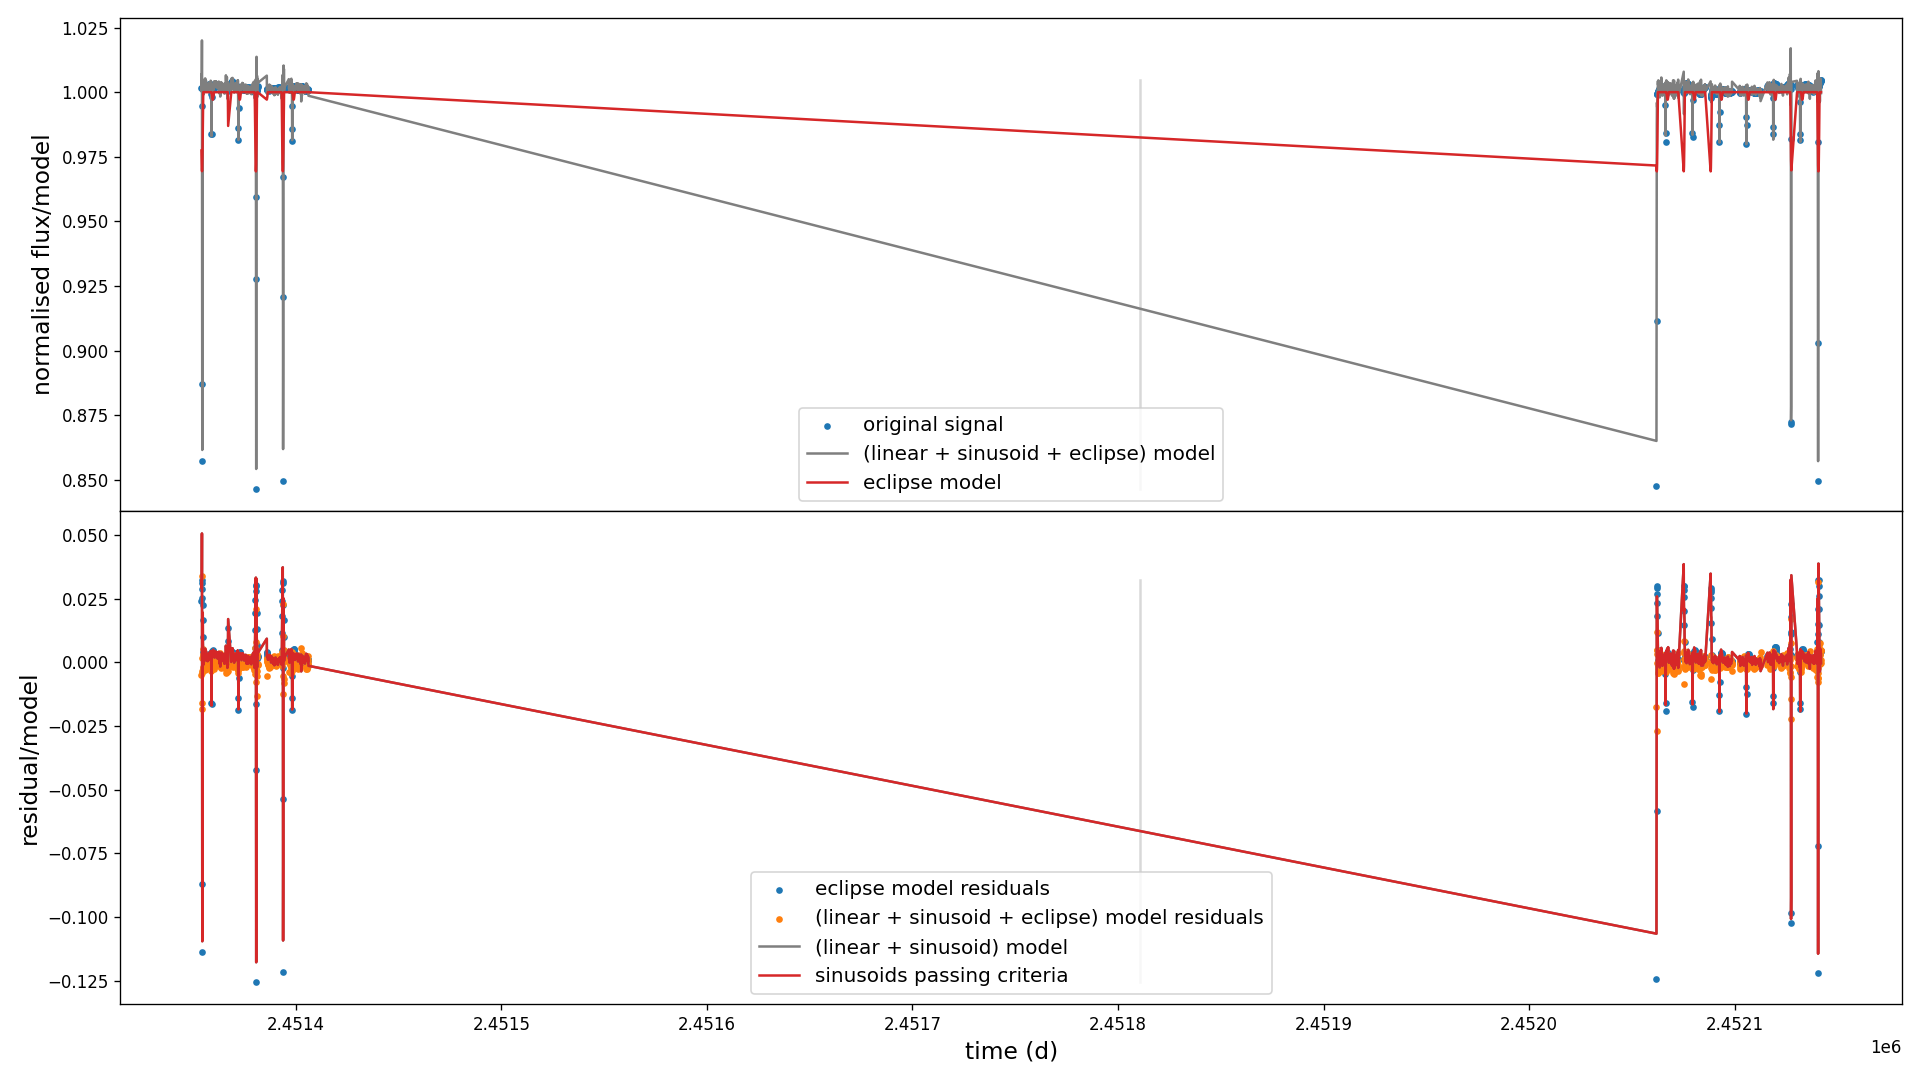 1.025
1.000
0.975
0.950
0.925
0.900
0.875
0.850
normalised flux/model
original signal
(linear + sinusoid + eclipse) model
eclipse model
0.050
0.025
0.000
−0.025
−0.050
−0.075
−0.100
−0.125
residual/model
eclipse model residuals
(linear + sinusoid + eclipse) model residuals
(linear + sinusoid) model
sinusoids passing criteria
2.4514 2.4515 2.4516 2.4517 2.4518 2.4519 2.4520 2.4521
1e6
time (d)